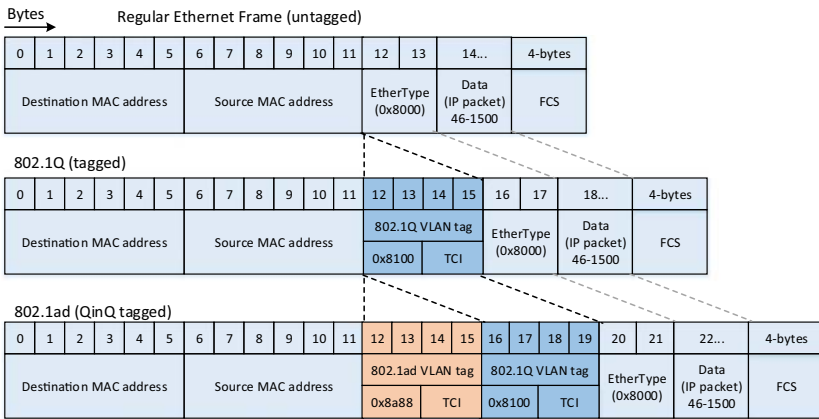 Bytes
Regular Ethernet Frame (untagged)
0 1 2 3 4 5 6 7 8 9 10 11 12 13 14... 4-bytes
Destination MAC address Source MAC address EtherType (0x8000) Data (IP packet) 46-1500 FCS
802.1Q (tagged)
0 1 2 3 4 5 6 7 8 9 10 11 12 13 14 15 16 17 18... 4-bytes
Destination MAC address Source MAC address 802.1Q VLAN tag EtherType (0x8000) Data (IP packet) 46-1500 FCS
0x8100 TCI
802.1ad (QinQ tagged)
0 1 2 3 4 5 6 7 8 9 10 11 12 13 14 15 16 17 18 19 20 21 22... 4-bytes
Destination MAC address Source MAC address 802.1ad VLAN tag 802.1Q VLAN tag EtherType (0x8000) Data (IP packet) 46-1500 FCS
0x8a88 TCI 0x8100 TCI